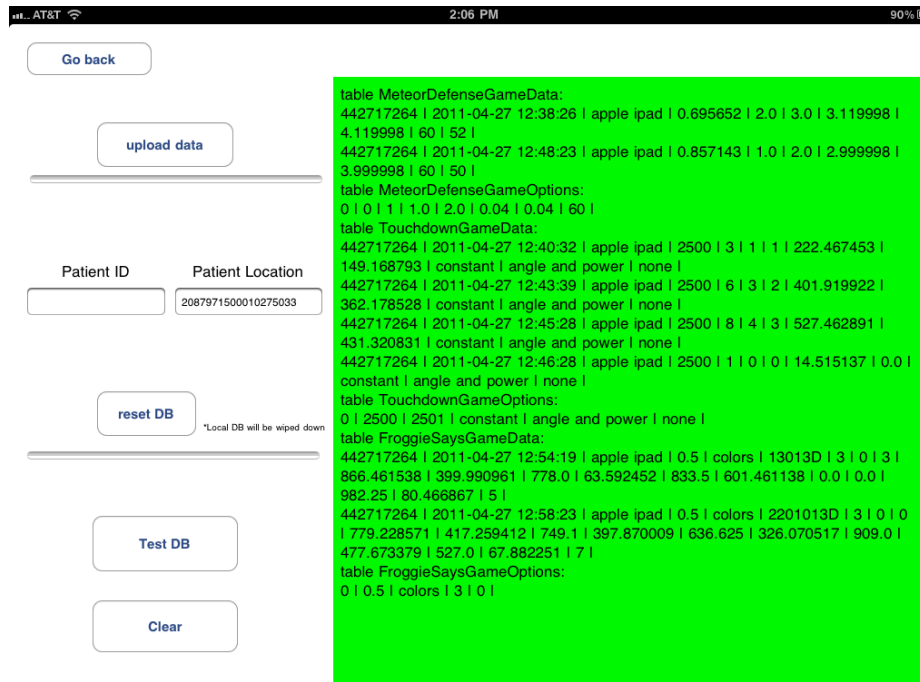 AT&T 2:06 PM 90%
Go back
upload data
Patient ID Patient Location
2087971500010275033
reset DB
*Local DB will be wiped down
Test DB
Clear
table MeteorDefenseGameData:
442717264 | 2011-04-27 12:38:26 | apple ipad | 0.695652 | 2.0 | 3.0 | 3.119998 |
4.119998 | 60 | 52 |
442717264 | 2011-04-27 12:48:23 | apple ipad | 0.857143 | 1.0 | 2.0 | 2.999998 |
3.999998 | 60 | 50 |
table MeteorDefenseGameOptions:
0 | 0 | 1 | 1.0 | 2.0 | 0.04 | 0.04 | 60 |
table TouchdownGameData:
442717264 | 2011-04-27 12:40:32 | apple ipad | 2500 | 3 | 1 | 1 | 222.467453 |
149.168793 | constant | angle and power | none |
442717264 | 2011-04-27 12:43:39 | apple ipad | 2500 | 6 | 3 | 2 | 401.919922 |
362.178528 | constant | angle and power | none |
442717264 | 2011-04-27 12:45:28 | apple ipad | 2500 | 8 | 4 | 3 | 527.462891 |
431.320831 | constant | angle and power | none |
442717264 | 2011-04-27 12:46:28 | apple ipad | 2500 | 1 | 0 | 0 | 14.515137 | 0.0 |
constant | angle and power | none |
table TouchdownGameOptions:
0 | 2500 | 2501 | constant | angle and power | none |
table FroggieSaysGameData:
442717264 | 2011-04-27 12:54:19 | apple ipad | 0.5 | colors | 13013D | 3 | 0 | 3 |
866.461538 | 399.990961 | 778.0 | 63.592452 | 833.5 | 601.461138 | 0.0 | 0.0 |
982.25 | 80.466867 | 5 |
442717264 | 2011-04-27 12:58:23 | apple ipad | 0.5 | colors | 2201013D | 3 | 0 | 0
| 779.228571 | 417.259412 | 749.1 | 397.870009 | 636.625 | 326.070517 | 909.0 |
477.673379 | 527.0 | 67.882251 | 7 |
table FroggieSaysGameOptions:
0 | 0.5 | colors | 3 | 0 |